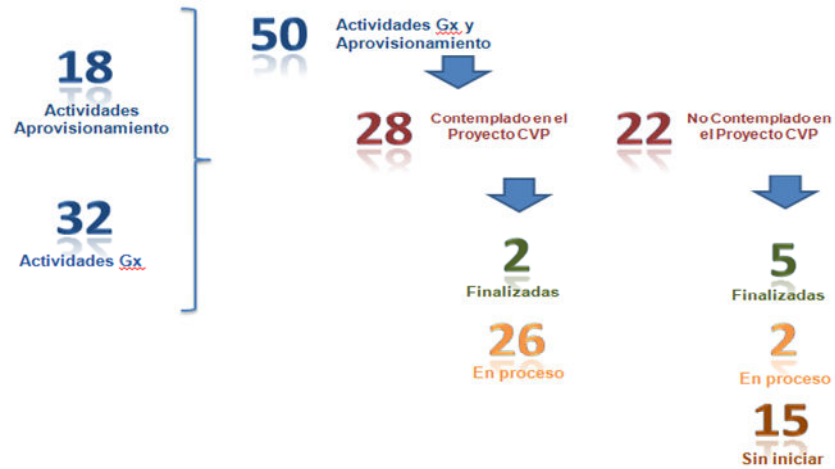 18
Actividades
Aprovisionamiento
32
Actividades Gx
50
Actividades Gx y
Aprovisionamiento
28
Contemplado en el
Proyecto CVP
2
Finalizadas
26
En proceso
22
No Contemplado en
el Proyecto CVP
5
Finalizadas
2
En proceso
15
Sin iniciar